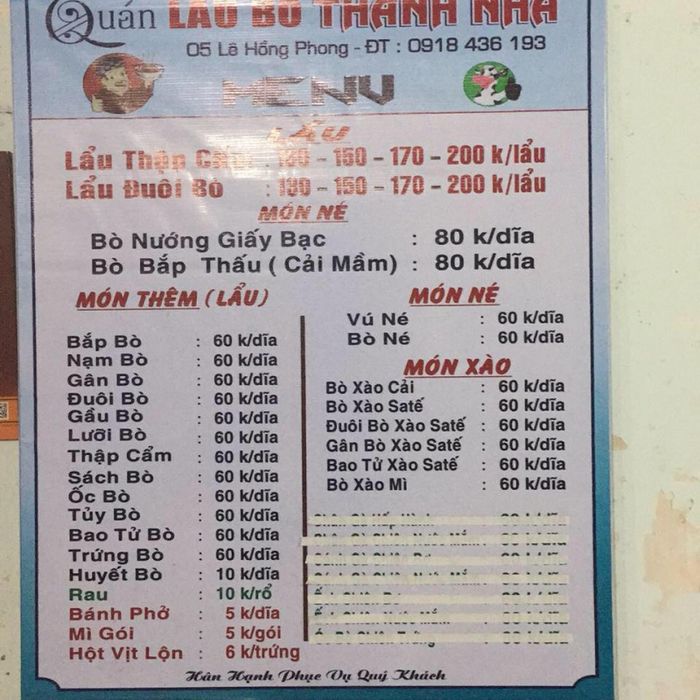 Quán LẨU BÒ THANH NHÃ
05 Lê Hồng Phong - ĐT : 0918 436 193
MENU
LẨU
Lẩu Thập Cẩm : 130 - 150 - 170 - 200 k/lẩu
Lẩu Đuôi Bò : 130 - 150 - 170 - 200 k/lẩu
MÓN NÉ
Bò Nướng Giấy Bạc : 80 k/dĩa
Bò Bắp Thấu ( Cải Mầm) : 80 k/dĩa
MÓN THÊM (LẨU)
Bắp Bò : 60 k/dĩa
Nạm Bò : 60 k/dĩa
Gân Bò : 60 k/dĩa
Đuôi Bò : 60 k/dĩa
Gầu Bò : 60 k/dĩa
Lưỡi Bò : 60 k/dĩa
Thập Cẩm : 60 k/dĩa
Sách Bò : 60 k/dĩa
Ốc Bò : 60 k/dĩa
Tủy Bò : 60 k/dĩa
Bao Tử Bò : 60 k/dĩa
Trứng Bò : 60 k/dĩa
Huyết Bò : 10 k/dĩa
Rau : 10 k/rổ
Bánh Phở : 5 k/dĩa
Mì Gói : 5 k/gói
Hột Vịt Lộn : 6 k/trứng
MÓN NÉ
Vú Né : 60 k/dĩa
Bò Né : 60 k/dĩa
MÓN XÀO
Bò Xào Cải : 60 k/dĩa
Bò Xào Satế : 60 k/dĩa
Đuôi Bò Xào Satế : 60 k/dĩa
Gân Bò Xào Satế : 60 k/dĩa
Bao Tử Xào Satế : 60 k/dĩa
Bò Xào Mì : 60 k/dĩa
Hân Hạnh Phục Vụ Quý Khách